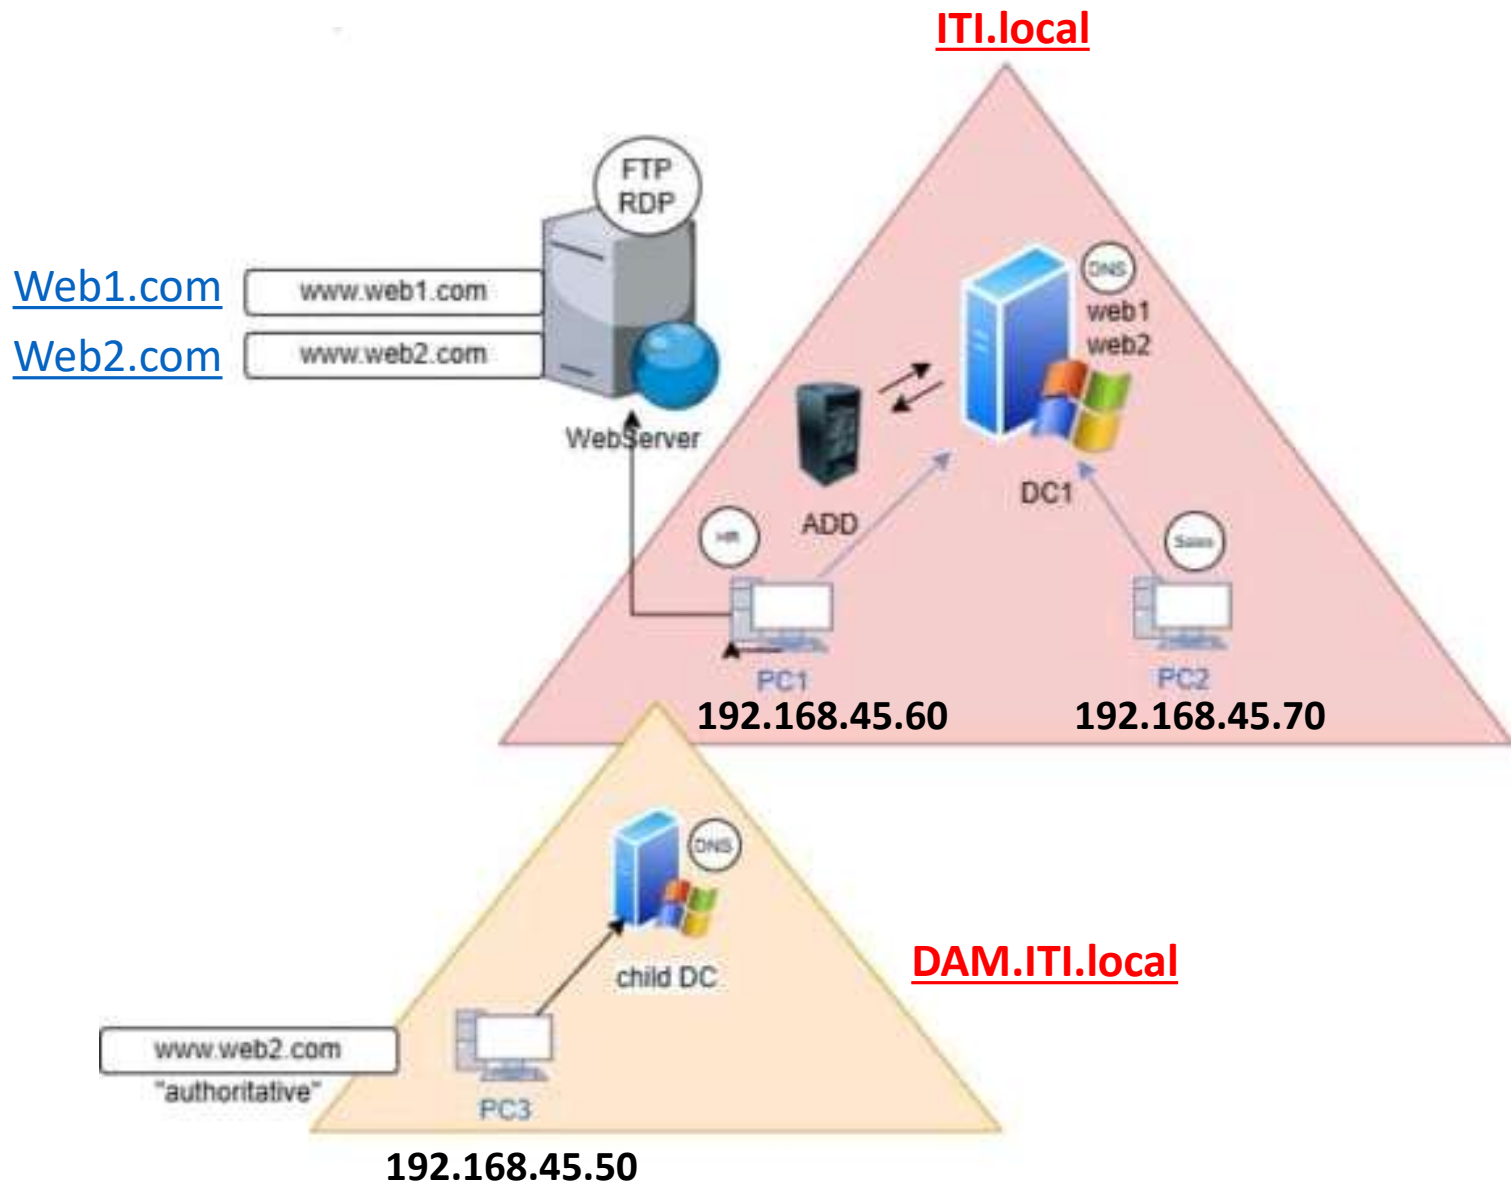 ITI.local
FTP
RDP
Web1.com
www.web1.com
Web2.com
www.web2.com
WebServer
DNS
web1
web2
DC1
ADD
HR
Sales
PC1
PC2
192.168.45.60
192.168.45.70
DNS
child DC
DAM.ITI.local
www.web2.com
"authoritative"
PC3
192.168.45.50